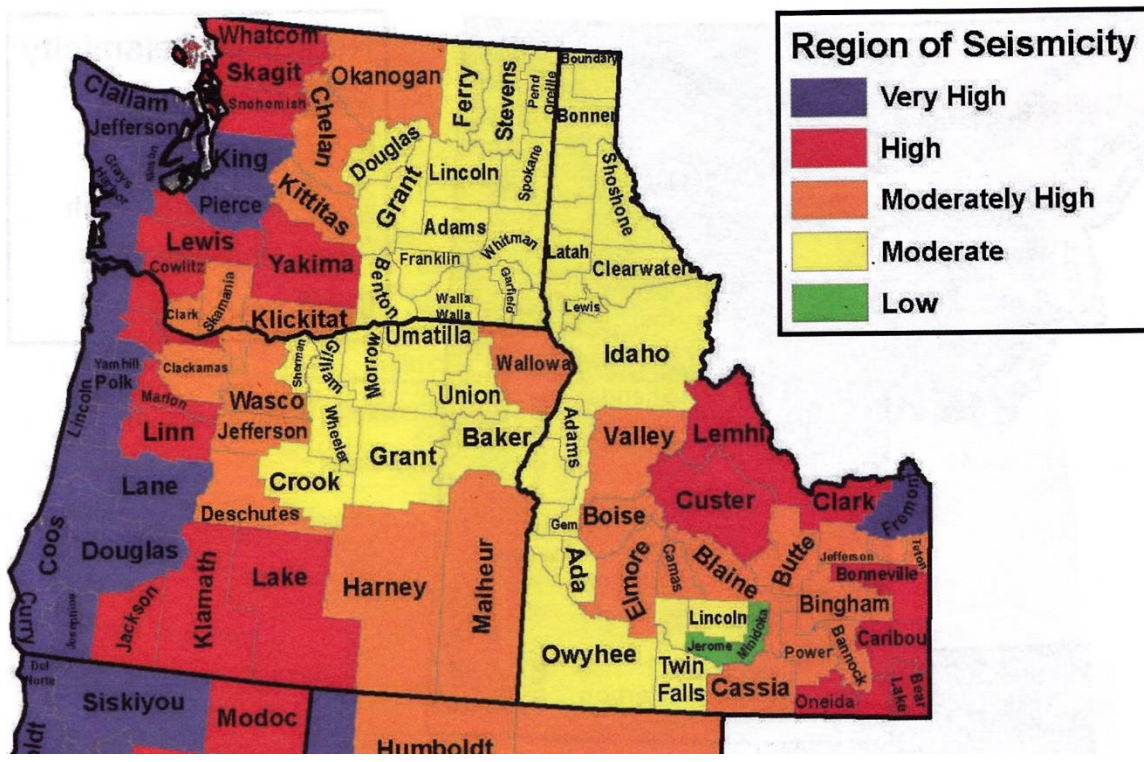 Region of Seismicity
Very High
High
Moderately High
Moderate
Low
Whatcom
Skagit
Snohomish
Okanogan
Ferry
Stevens
Pend
Oreille
Boundary
Bonner
Clallam
Jefferson
King
Chelan
Douglas
Grant
Lincoln
Spokane
Shoshone
Grays
Harbor
Pierce
Kittitas
Adams
Whitman
Latah
Clearwater
Lewis
Cowlitz
Yakima
Benton
Franklin
Garfield
Walla
Walla
Lewis
Clark
Skamania
Klickitat
Umatilla
Idaho
Yamhill
Polk
Lincoln
Clackamas
Marion
Sherman
Gilliam
Morrow
Union
Wallowa
Wasco
Jefferson
Wheeler
Linn
Grant
Baker
Adams
Valley
Lemhi
Lane
Crook
Deschutes
Custer
Clark
Fremon
Coos
Douglas
Gem
Boise
Butte
Jefferson
Teton
Curry
Josephine
Jackson
Klamath
Lake
Harney
Malheur
Ada
Elmore
Camas
Blaine
Bonneville
Bingham
Lincoln
Minidoka
Jerome
Power
Bannock
Caribou
Owyhee
Twin
Falls
Cassia
Oneida
Bear
Lake
Del
Norte
Siskiyou
Modoc
Humboldt
oldt